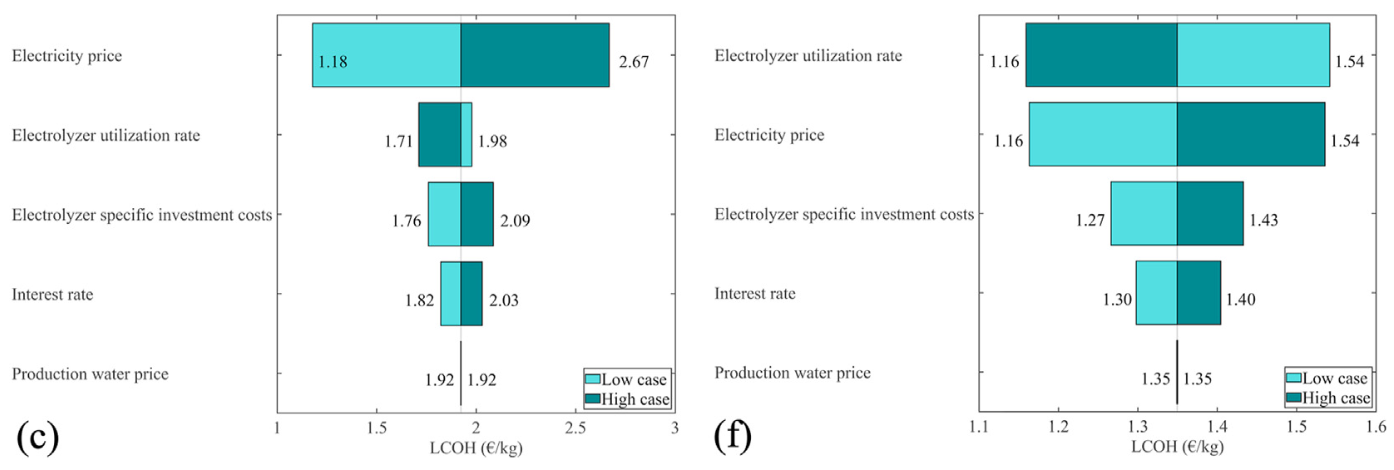 Electricity price
1.18
2.67
Electrolyzer utilization rate
1.71
1.98
Electrolyzer specific investment costs
1.76
2.09
Interest rate
1.82
2.03
Production water price
1.92
1.92
Low case
High case
1
1.5
2
2.5
3
LCOH (€/kg)
(c)
Electrolyzer utilization rate
1.16
1.54
Electricity price
1.16
1.54
Electrolyzer specific investment costs
1.27
1.43
Interest rate
1.30
1.40
Production water price
1.35
1.35
Low case
High case
1.1
1.2
1.3
1.4
1.5
1.6
LCOH (€/kg)
(f)